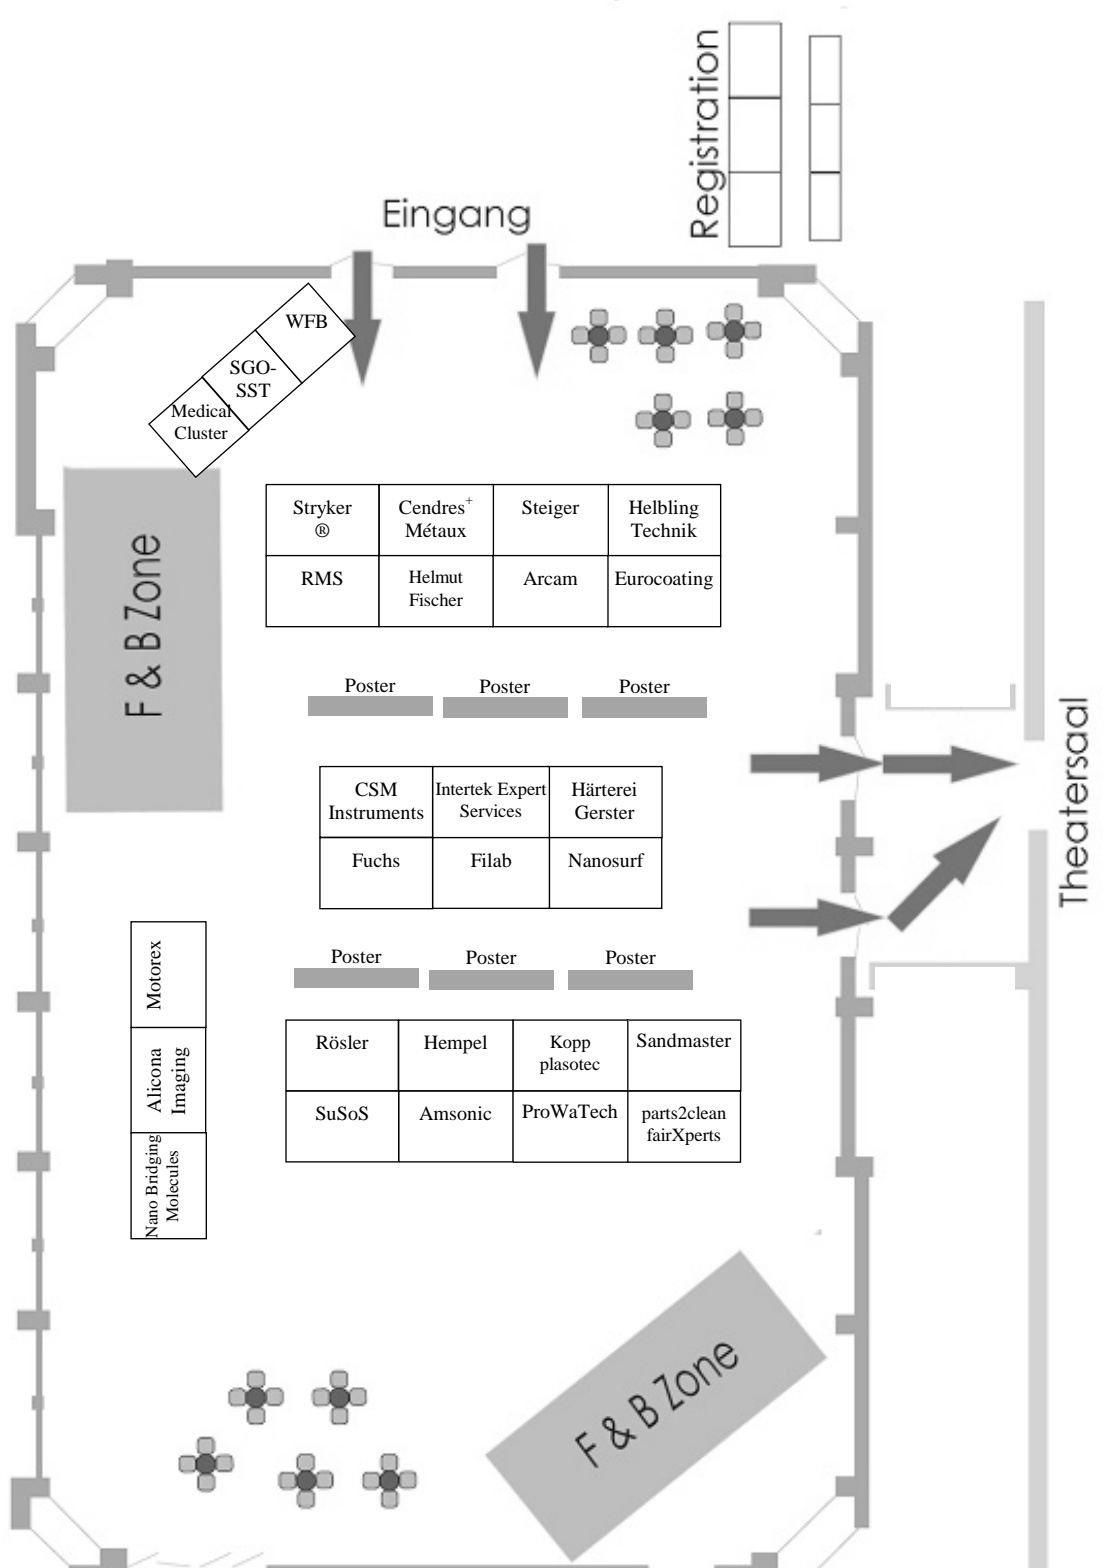 Registration
Eingang
WFB
SGO-
SST
Medical
Cluster
F & B Zone
Stryker
®
Cendres+
Métaux
Steiger
Helbling
Technik
RMS
Helmut
Fischer
Arcam
Eurocoating
Poster
Poster
Poster
Theatersaal
CSM
Instruments
Intertek Expert
Services
Härterei
Gerster
Fuchs
Filab
Nanosurf
Motorex
Alicona
Imaging
Nano Bridging
Molecules
Poster
Poster
Poster
Rösler
Hempel
Kopp
plasotec
Sandmaster
SuSoS
Amsonic
ProWaTech
parts2clean
fairXperts
F & B Zone